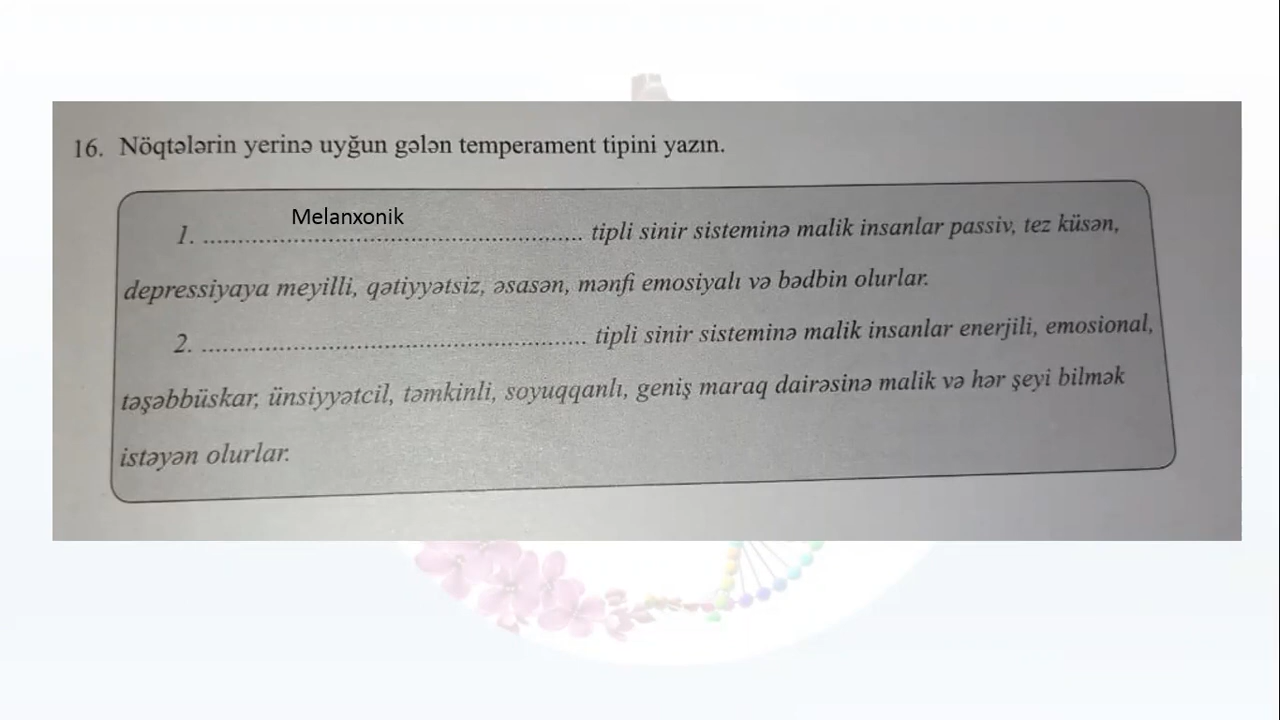 16. Nöqtələrin yerinə uyğun gələn temperament tipini yazın.
Melanxonik
1. ...................................................... tipli sinir sisteminə malik insanlar passiv, tez küsən,
depressiyaya meyilli, qətiyyətsiz, əsasən, mənfi emosiyalı və bədbin olurlar.
2. ...................................................... tipli sinir sisteminə malik insanlar enerjili, emosional,
təşəbbüskar, ünsiyyətcil, təmkinli, soyuqqanlı, geniş maraq dairəsinə malik və hər şeyi bilmək
istəyən olurlar.